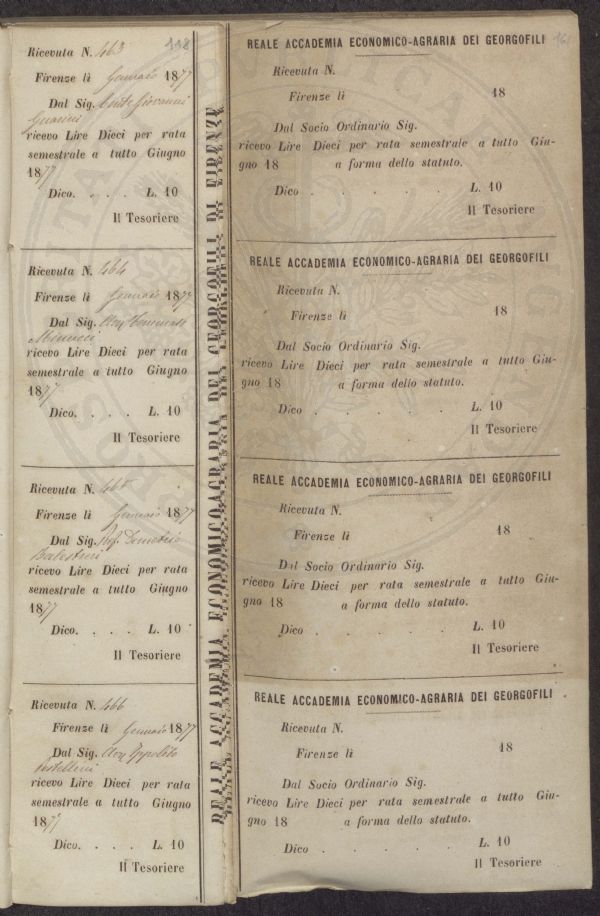 Ricevuta N. 463
Firenze lì Gennaio 1877
Dal Sig. Conte Giovanni
Guarini
ricevo Lire Dieci per rata
semestrale a tutto Giugno
1877
Dico. . . . L. 10
Il Tesoriere
Ricevuta N. 464
Firenze lì Gennaio 1877
Dal Sig.
ricevo Lire Dieci per rata
semestrale a tutto Giugno
1877
Dico. . . . L. 10
Il Tesoriere
Ricevuta N. 465
Firenze lì Gennaio 1877
Dal Sig. Prof. Demetrio
Balestrieri
ricevo Lire Dieci per rata
semestrale a tutto Giugno
1877
Dico. . . . L. 10
Il Tesoriere
Ricevuta N. 466
Firenze lì Gennaio 1877
Dal Sig. Ippolito
ricevo Lire Dieci per rata
semestrale a tutto Giugno
1877
Dico. . . . L. 10
Il Tesoriere
REALE ACCADEMIA ECONOMICO-AGRARIA DEI GEORGOFILI DI FIRENZE
REALE ACCADEMIA ECONOMICO-AGRARIA DEI GEORGOFILI
Ricevuta N.
Firenze lì 18
Dal Socio Ordinario Sig.
ricevo Lire Dieci per rata semestrale a tutto Giu-
gno 18 a forma dello statuto.
Dico . . . . . L. 10
Il Tesoriere
REALE ACCADEMIA ECONOMICO-AGRARIA DEI GEORGOFILI
Ricevuta N.
Firenze lì 18
Dal Socio Ordinario Sig.
ricevo Lire Dieci per rata semestrale a tutto Giu-
gno 18 a forma dello statuto.
Dico . . . . . L. 10
Il Tesoriere
REALE ACCADEMIA ECONOMICO-AGRARIA DEI GEORGOFILI
Ricevuta N.
Firenze lì 18
Dal Socio Ordinario Sig.
ricevo Lire Dieci per rata semestrale a tutto Giu-
gno 18 a forma dello statuto.
Dico . . . . . L. 10
Il Tesoriere
REALE ACCADEMIA ECONOMICO-AGRARIA DEI GEORGOFILI
Ricevuta N.
Firenze lì 18
Dal Socio Ordinario Sig.
ricevo Lire Dieci per rata semestrale a tutto Giu-
gno 18 a forma dello statuto.
Dico . . . . . L. 10
Il Tesoriere